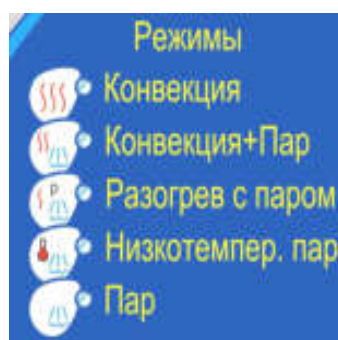 Режимы
Конвекция
Конвекция+Пар
P
Разогрев с паром
Низкотемпер. пар
Пар